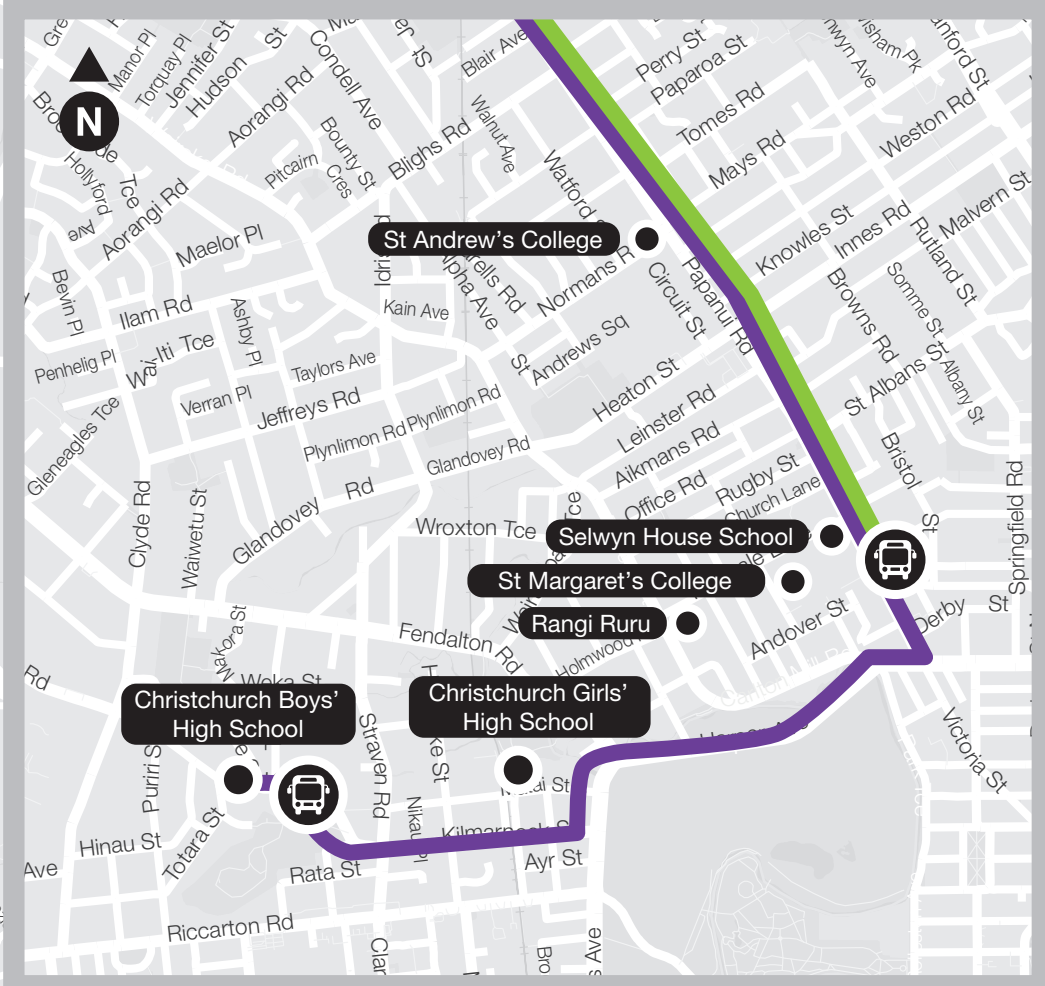 Manor Pl
Torquay Pl
Jennifer St
Hudson
St
Condell Ave
Blair Ave
Perry St
Paparoa St
Tomes Rd
Mays Rd
Weston Rd
Malvern St
N
Hollyford
Ave
Tce
Aorangi Rd
Aorangi Rd
Pitcairn
Cres
Bounty St
Blighs Rd
Walnut Ave
Maelor Pl
St Andrew's College
Knowles St
Innes Rd
Rutland St
Bevin Pl
Ilam Rd
Ashby Pl
Kain Ave
Alpha Ave
Circuit St
Papanui Rd
Browns Rd
Somme St
Penhelig Pl
Wai-Iti Tce
Taylors Ave
St
Andrews Sq
Heaton St
St Albans St
Albany St
Gleneagles Tce
Verran Pl
Jeffreys Rd
Plynlimon Rd
Plynlimon Rd
Leinster Rd
Aikmans Rd
Glandovey Rd
Office Rd
Rugby St
Church Lane
Bristol
St
Clyde Rd
Waiwetu St
Glandovey
Rd
Wroxton Tce
Springfield Rd
Selwyn House School
St Margaret's College
Rangi Ruru
Makora St
Fendalton Rd
Andover St
Derby
St
Rd
Weka St
Christchurch Boys'
High School
Christchurch Girls'
High School
Victoria St
Straven Rd
Hinau St
Totara St
Nikau Pl
Ave
Rata St
Ayr St
Riccarton Rd